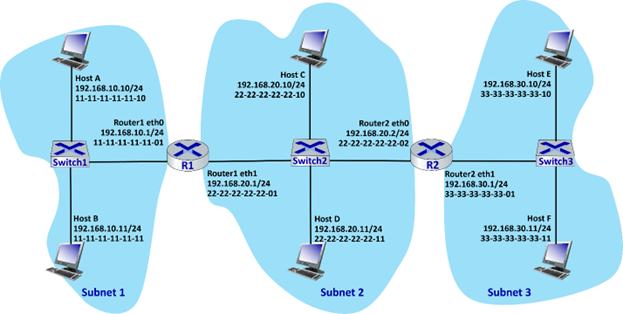 Host A
192.168.10.10/24
11-11-11-11-11-10
Router1 eth0
192.168.10.1/24
11-11-11-11-11-01
Switch1
R1
Host B
192.168.10.11/24
11-11-11-11-11-11
Subnet 1
Host C
192.168.20.10/24
22-22-22-22-22-10
Router2 eth0
192.168.20.2/24
22-22-22-22-22-02
Switch2
R2
Router1 eth1
192.168.20.1/24
22-22-22-22-22-01
Host D
192.168.20.11/24
22-22-22-22-22-11
Subnet 2
Host E
192.168.30.10/24
33-33-33-33-33-10
Switch3
Router2 eth1
192.168.30.1/24
33-33-33-33-33-01
Host F
192.168.30.11/24
33-33-33-33-33-11
Subnet 3